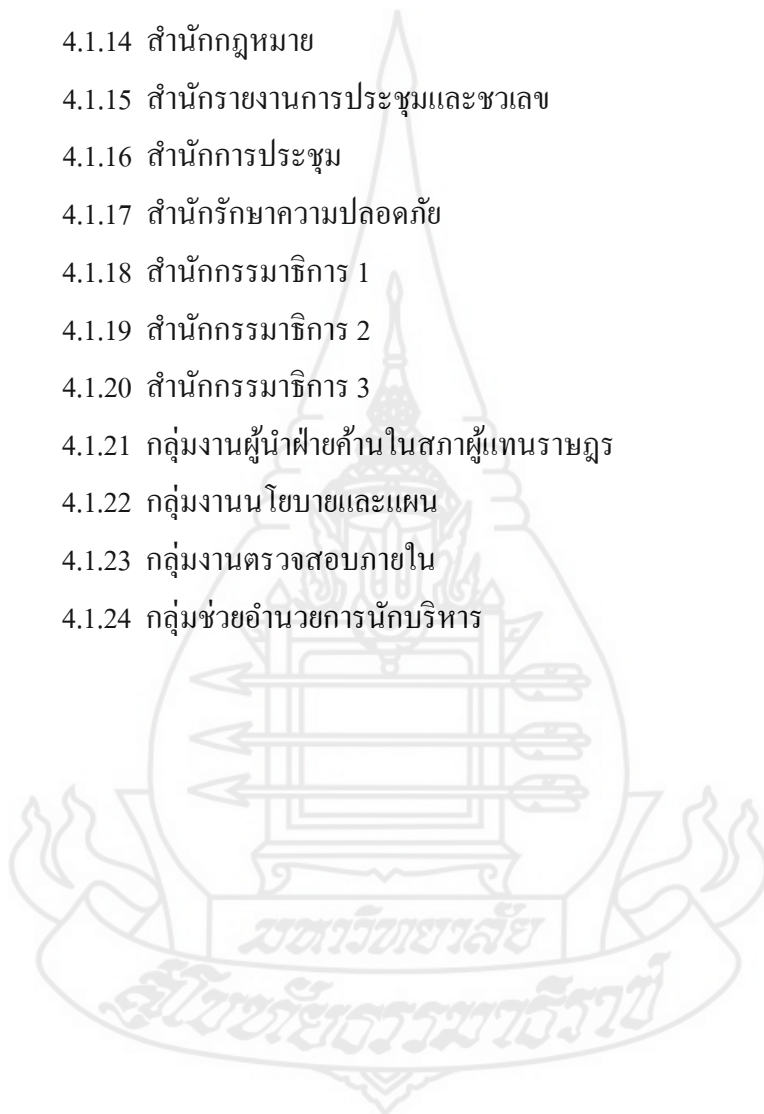 4.1.14 สำนักกฎหมาย
4.1.15 สำนักรายงานการประชุมและชวเลข
4.1.16 สำนักการประชุม
4.1.17 สำนักรักษาความปลอดภัย
4.1.18 สำนักกรรมาธิการ 1
4.1.19 สำนักกรรมาธิการ 2
4.1.20 สำนักกรรมาธิการ 3
4.1.21 กลุ่มงานผู้นำฝ่ายค้านในสภาผู้แทนราษฎร
4.1.22 กลุ่มงานนโยบายและแผน
4.1.23 กลุ่มงานตรวจสอบภายใน
4.1.24 กลุ่มช่วยอำนวยการนักบริหาร
มหาวิทยาลัย
สุโขทัยธรรมาธิราช